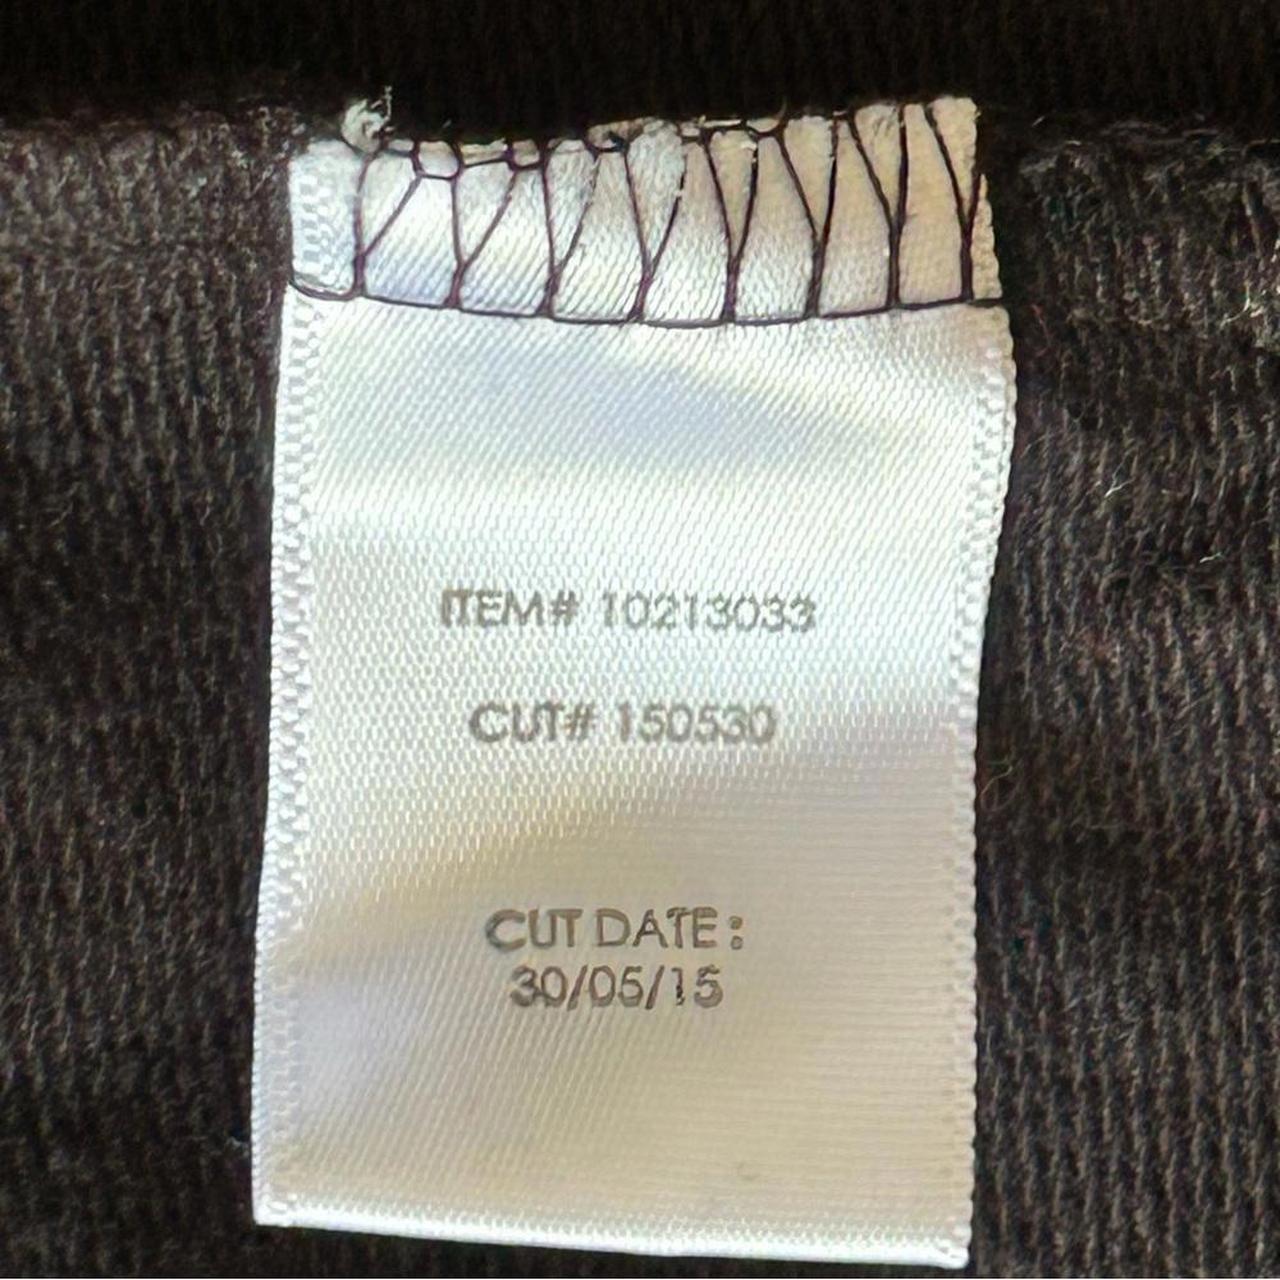 ITEM# 10213033
CUT# 150530
CUT DATE :
30/05/15